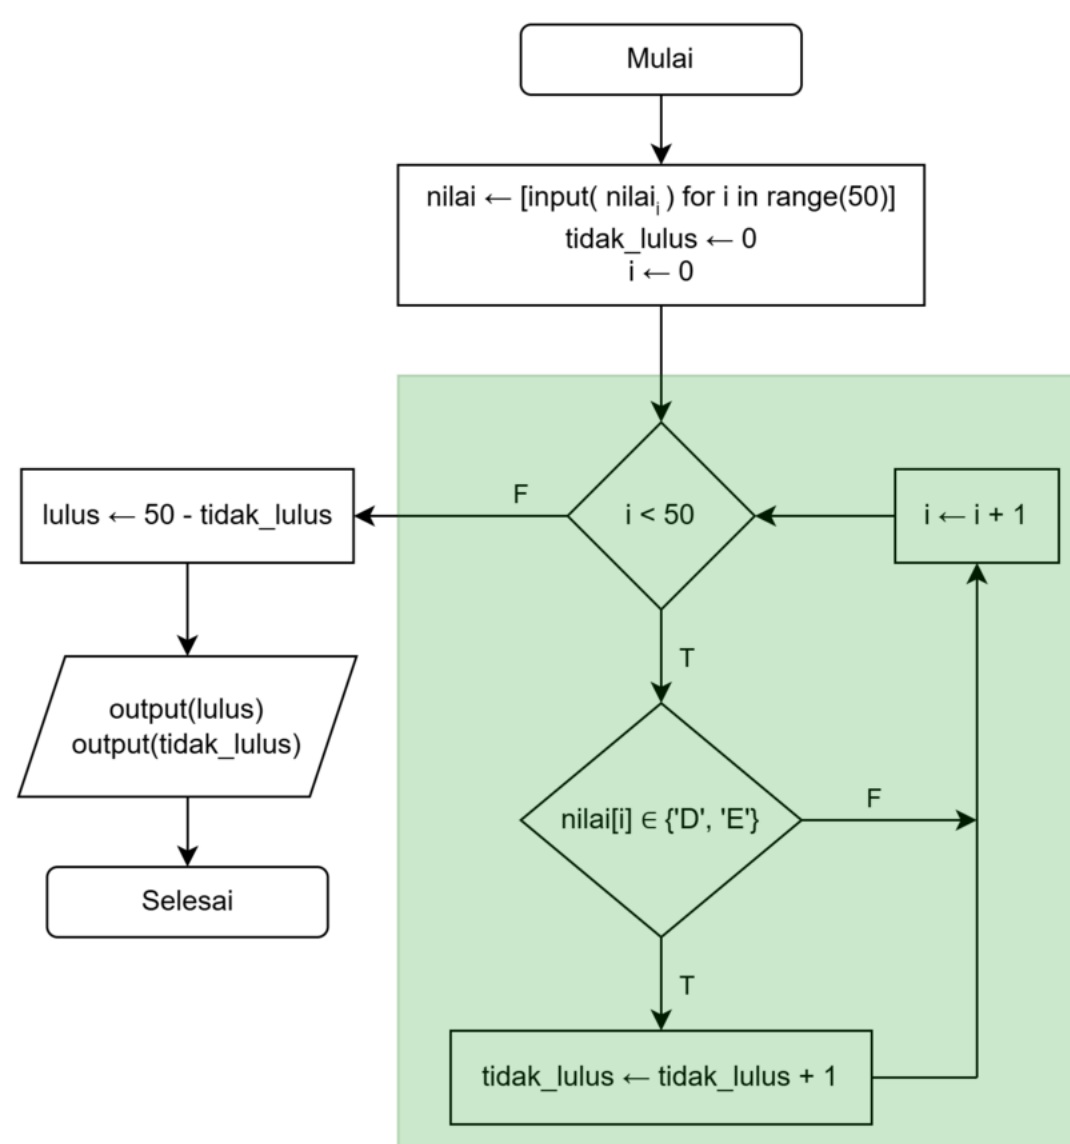 Mulai
nilai ← [input( nilaiᵢ ) for i in range(50)]
tidak_lulus ← 0
i ← 0
i < 50
F
T
i ← i + 1
lulus ← 50 - tidak_lulus
output(lulus)
output(tidak_lulus)
Selesai
nilai[i] ∈ {'D', 'E'}
F
T
tidak_lulus ← tidak_lulus + 1